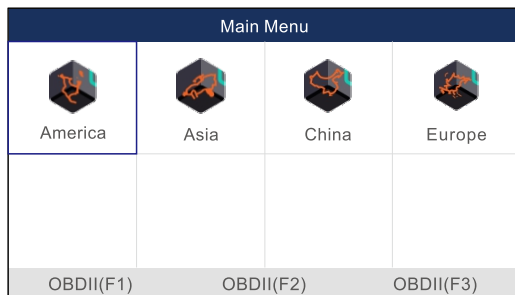 Main Menu
America Asia China Europe
OBDII(F1) OBDII(F2) OBDII(F3)